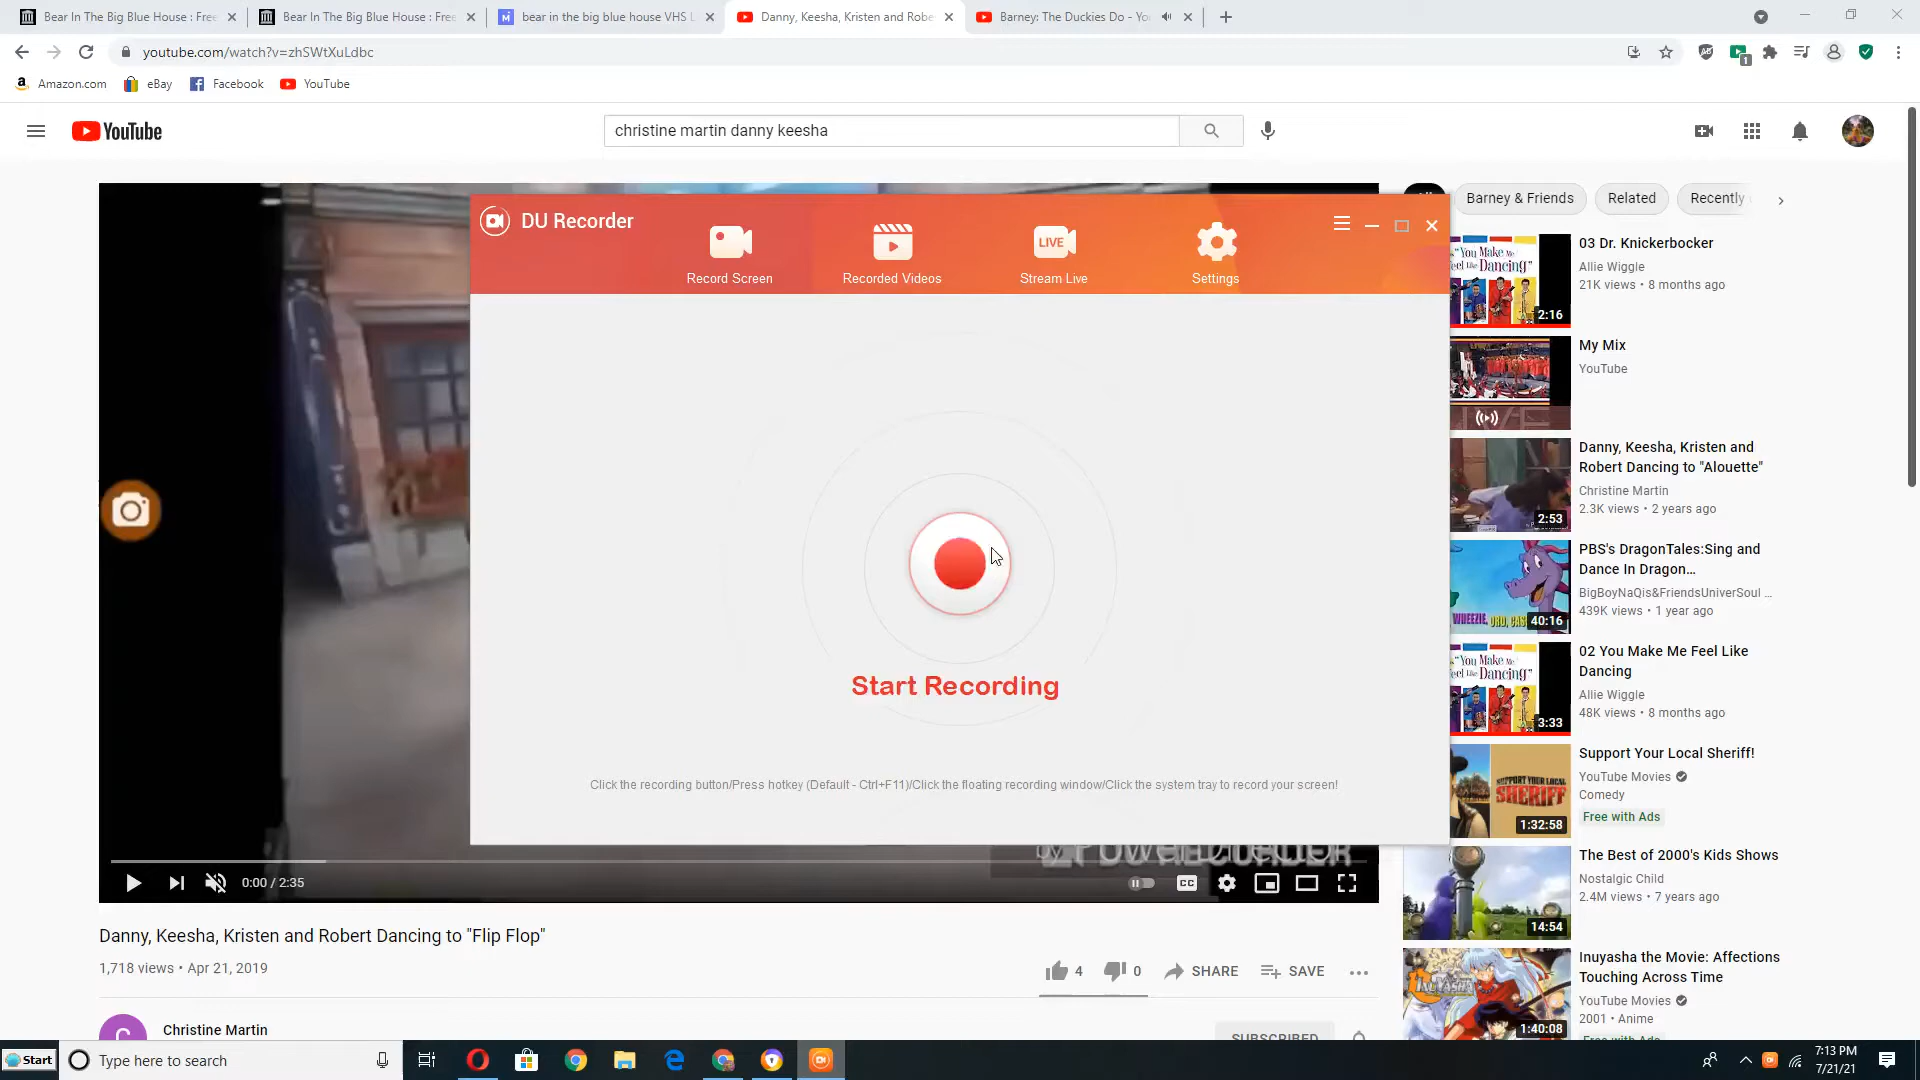 Bear In The Big Blue House : Free
Bear In The Big Blue House : Free
bear in the big blue house VHS L
Danny, Keesha, Kristen and Robe
Barney: The Duckies Do - You
youtube.com/watch?v=zhSWtXuLdbc
1
Amazon.com
eBay
Facebook
YouTube
YouTube
christine martin danny keesha
DU Recorder
Record Screen
Recorded Videos
LIVE
Stream Live
Settings
Start Recording
Click the recording button/Press hotkey (Default - Ctrl+F11)/Click the floating recording window/Click the system tray to record your screen!
0:00 / 2:35
CC
Danny, Keesha, Kristen and Robert Dancing to "Flip Flop"
1,718 views • Apr 21, 2019
4
0
SHARE
SAVE
C
Christine Martin
SUBSCRIBED
Barney & Friends
Related
Recently
03 Dr. Knickerbocker
Allie Wiggle
21K views • 8 months ago
2:16
My Mix
YouTube
Danny, Keesha, Kristen and
Robert Dancing to "Alouette"
Christine Martin
2.3K views • 2 years ago
2:53
PBS's DragonTales:Sing and
Dance In Dragon...
BigBoyNaQis&FriendsUniverSoul ...
439K views • 1 year ago
40:16
02 You Make Me Feel Like
Dancing
Allie Wiggle
48K views • 8 months ago
3:33
Support Your Local Sheriff!
YouTube Movies
Comedy
Free with Ads
SUPPORT YOUR LOCAL
SHERIFF!
1:32:58
The Best of 2000's Kids Shows
Nostalgic Child
2.4M views • 7 years ago
14:54
Inuyasha the Movie: Affections
Touching Across Time
YouTube Movies
2001 • Anime
1:40:08
Start
Type here to search
7:13 PM
7/21/21